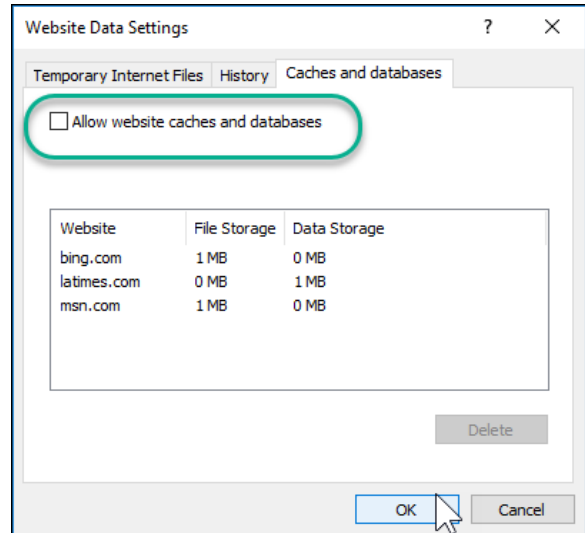 Website Data Settings ?
Temporary Internet Files History Caches and databases
Allow website caches and databases
Website File Storage Data Storage
bing.com 1 MB 0 MB
latimes.com 0 MB 1 MB
msn.com 1 MB 0 MB
Delete
OK Cancel